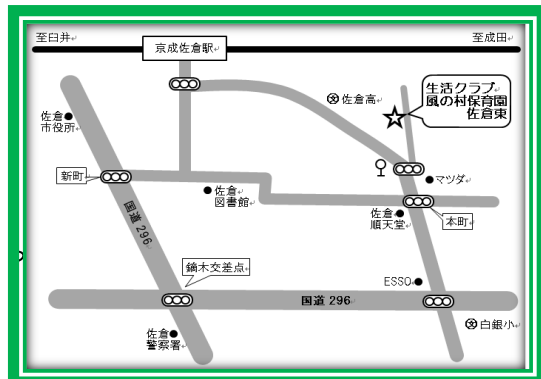 至臼井
至成田
京成佐倉駅
生活クラブ
風の村保育園
佐倉東
文佐倉高
佐倉
市役所
新町
マツダ
佐倉
図書館
佐倉
順天堂
本町
国道296
鏑木交差点
ESSO
国道296
文白銀小
佐倉
警察署